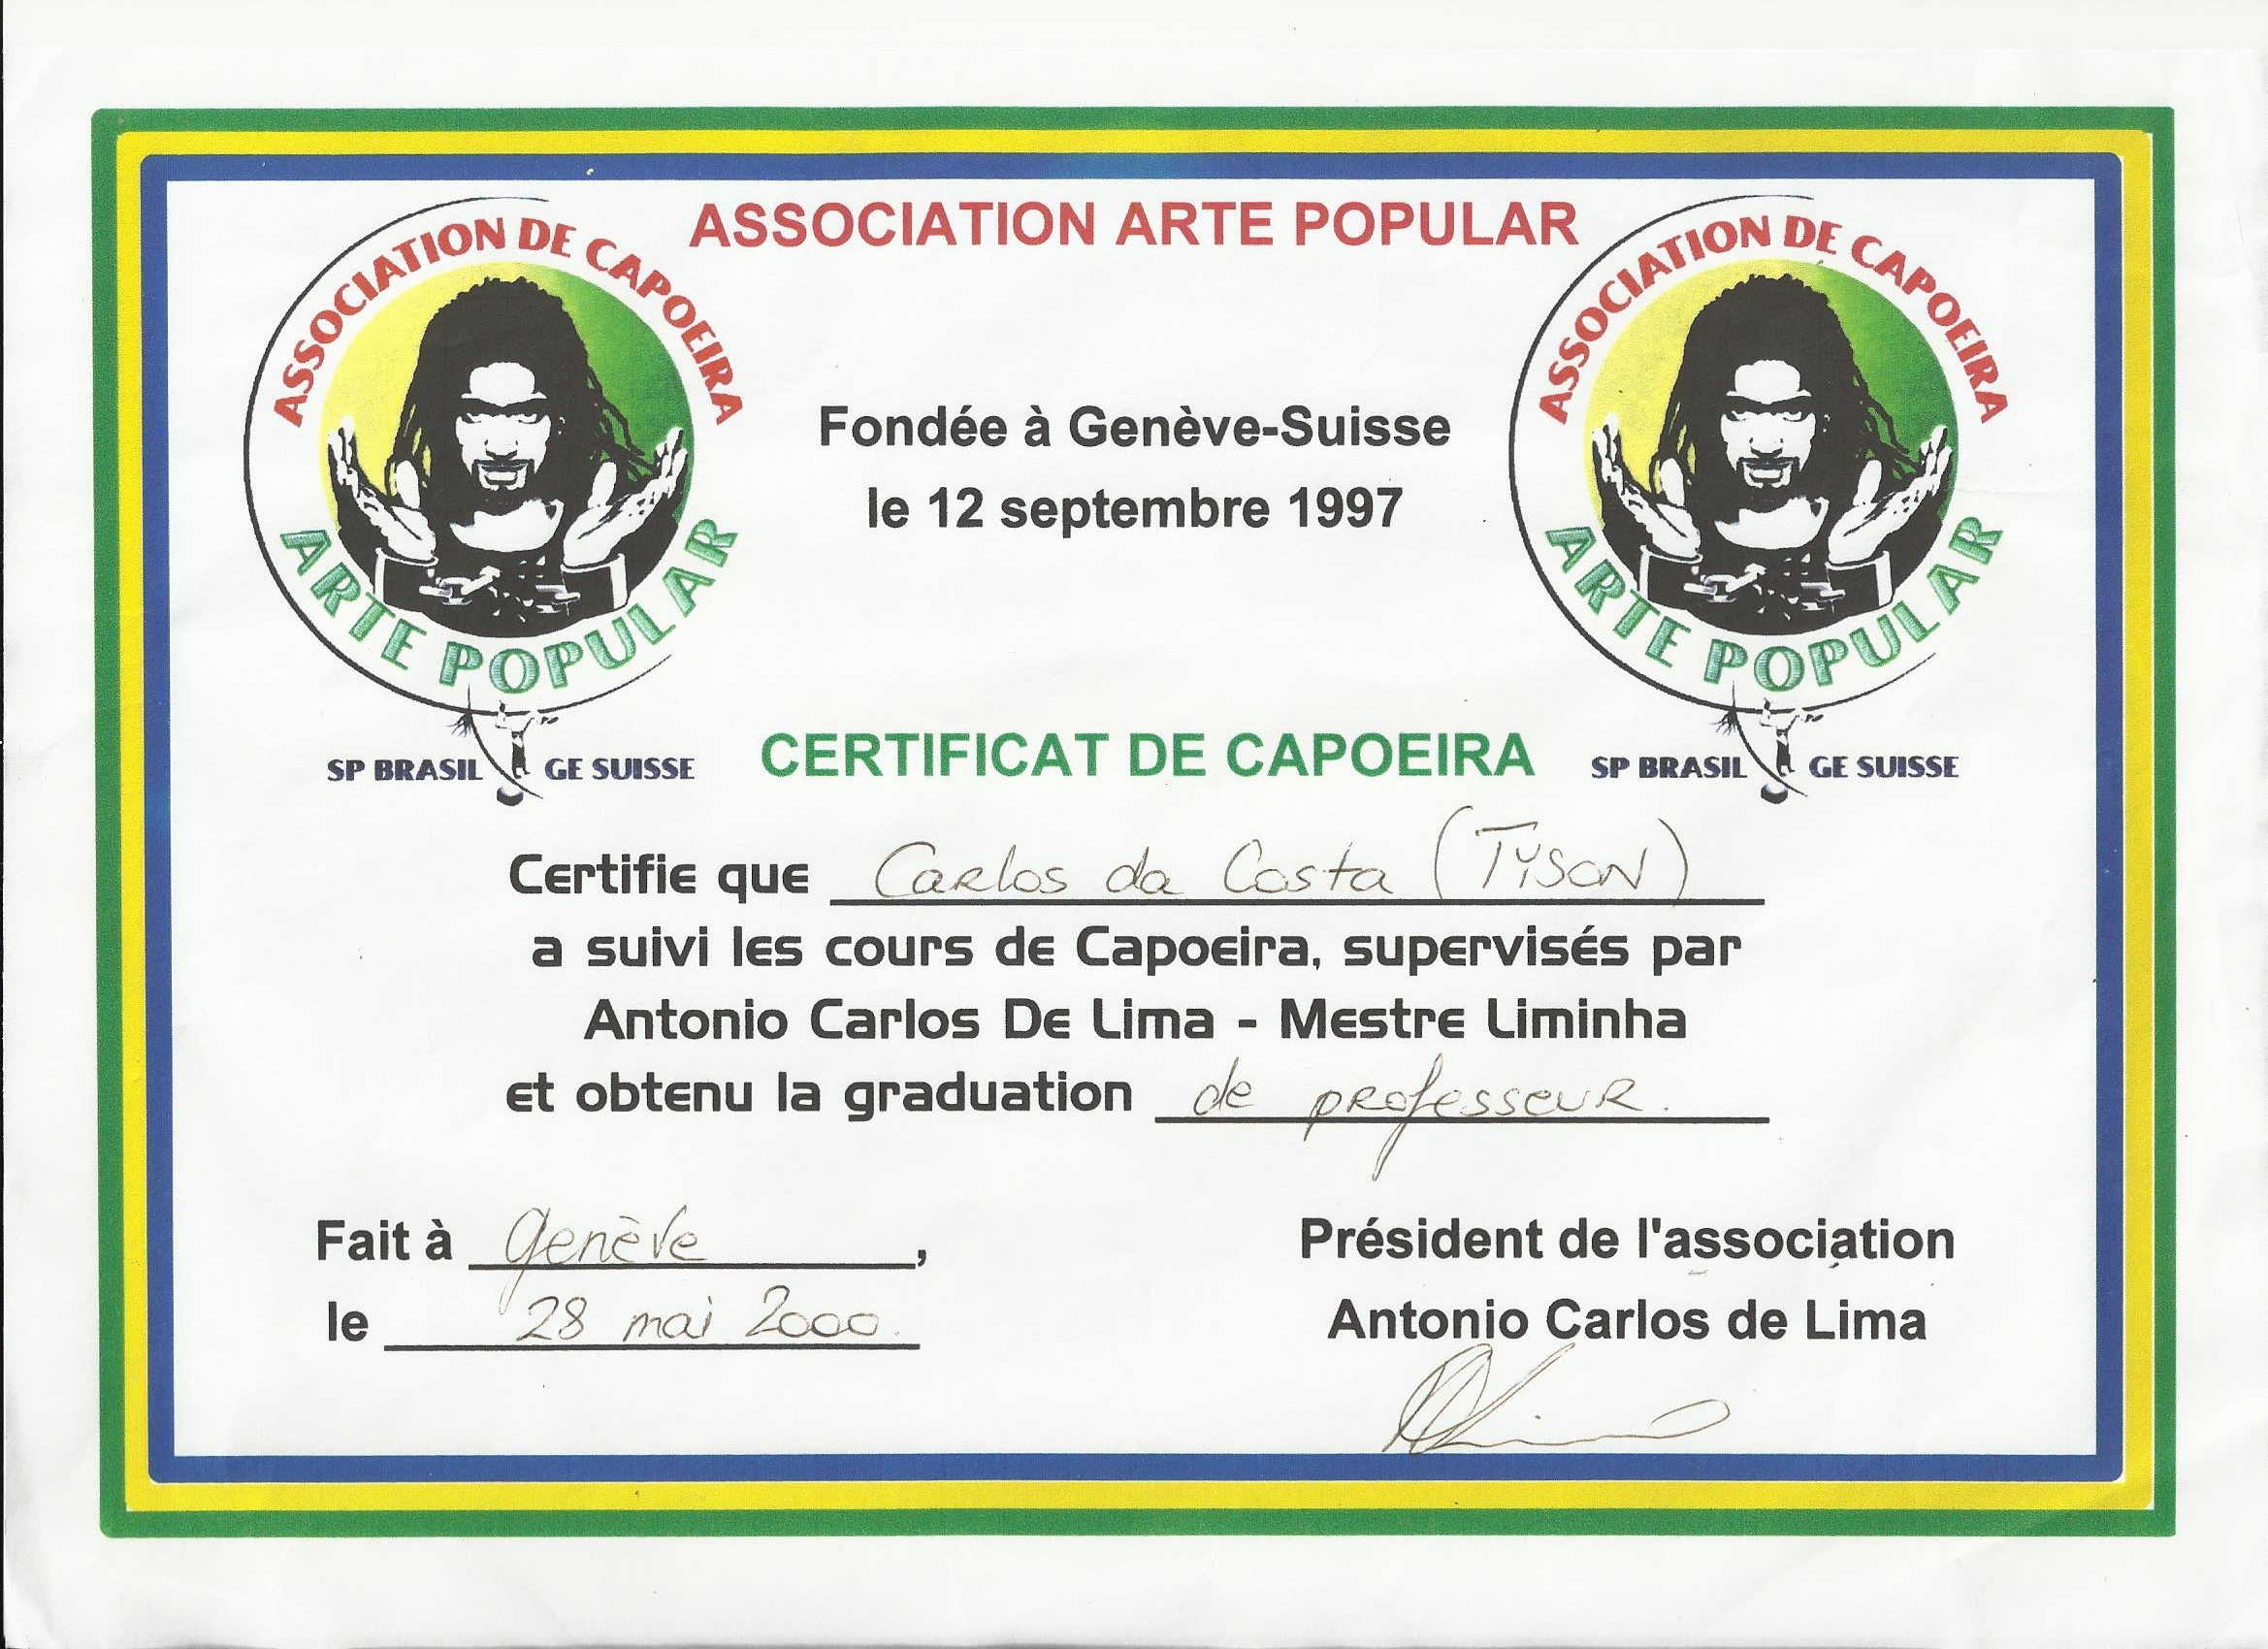 ASSOCIATION ARTE POPULAR
ASSOCIATION DE CAPOEIRA
ARTE POPULAR
SP BRASIL GE SUISSE
ASSOCIATION DE CAPOEIRA
ARTE POPULAR
SP BRASIL GE SUISSE
Fondée à Genève-Suisse
le 12 septembre 1997
CERTIFICAT DE CAPOEIRA
Certifie que Carlos da Costa (Tyson)
a suivi les cours de Capoeira, supervisés par
Antonio Carlos De Lima - Mestre Liminha
et obtenu la graduation de professeur.
Fait à Genève,
le 28 mai 2000.
Président de l'association
Antonio Carlos de Lima